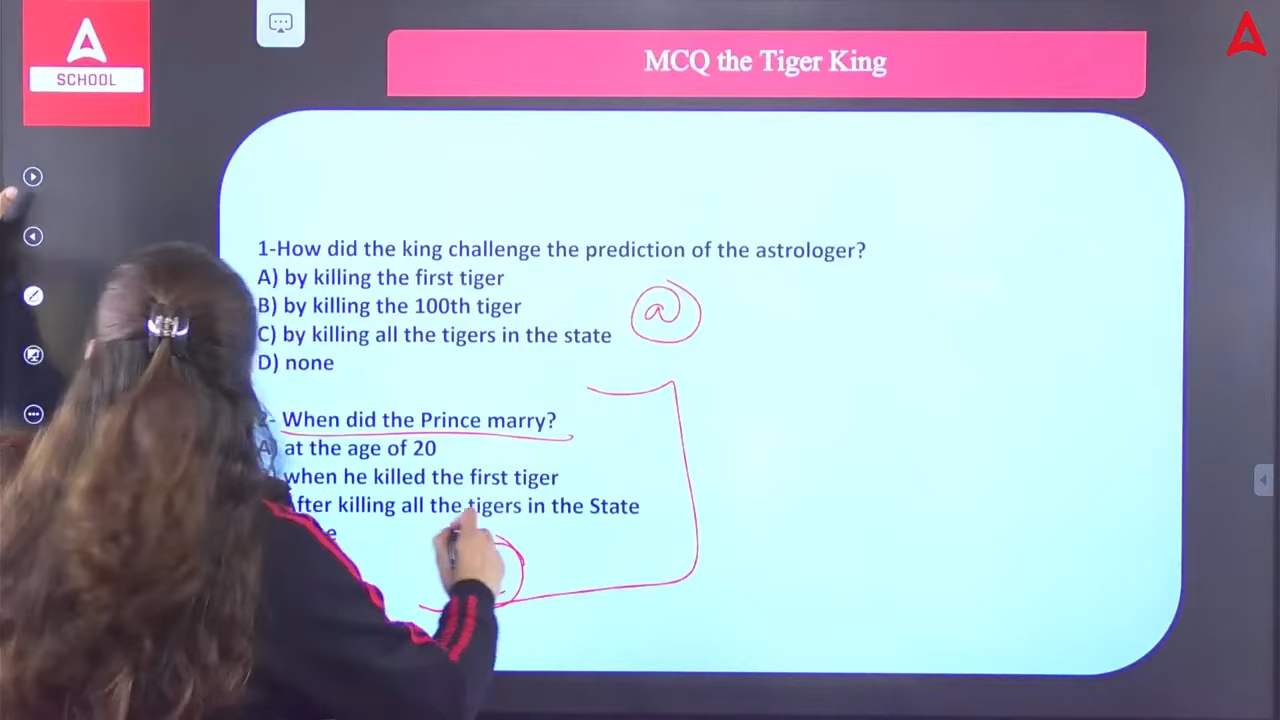 SCHOOL
MCQ the Tiger King
1-How did the king challenge the prediction of the astrologer?
A) by killing the first tiger
B) by killing the 100th tiger
C) by killing all the tigers in the state
D) none
a
2- When did the Prince marry?
A) at the age of 20
when he killed the first tiger
After killing all the tigers in the State